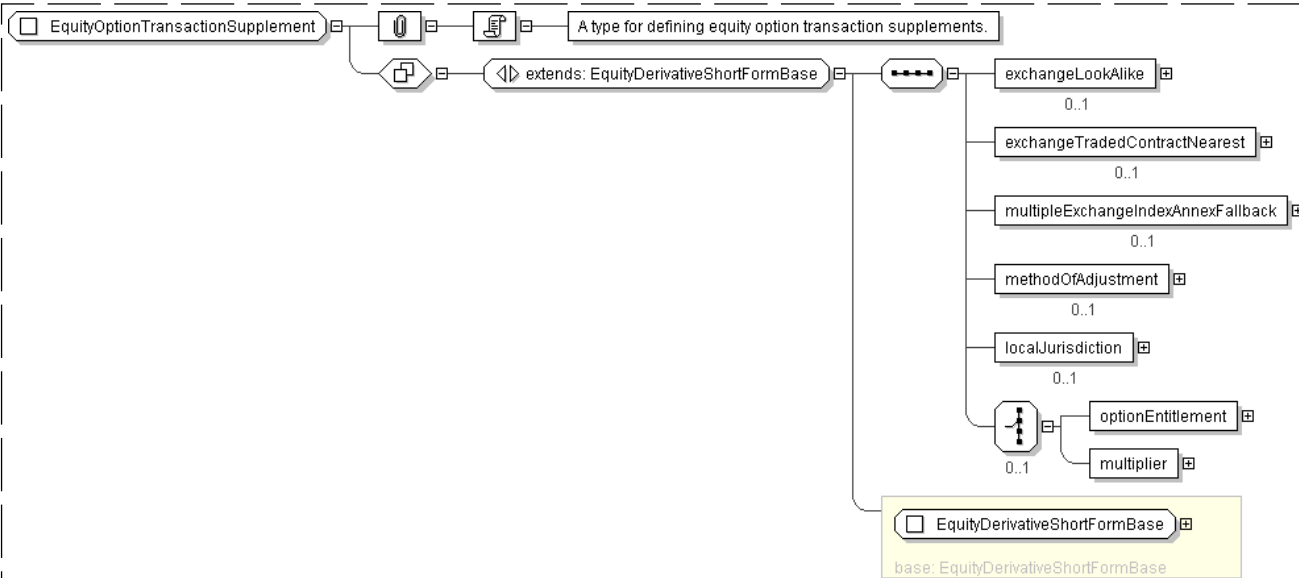 EquityOptionTransactionSupplement
A type for defining equity option transaction supplements.
extends: EquityDerivativeShortFormBase
exchangeLookAlike
0..1
exchangeTradedContractNearest
0..1
multipleExchangeIndexAnnexFallback
0..1
methodOfAdjustment
0..1
localJurisdiction
0..1
optionEntitlement
multiplier
0..1
EquityDerivativeShortFormBase
base: EquityDerivativeShortFormBase